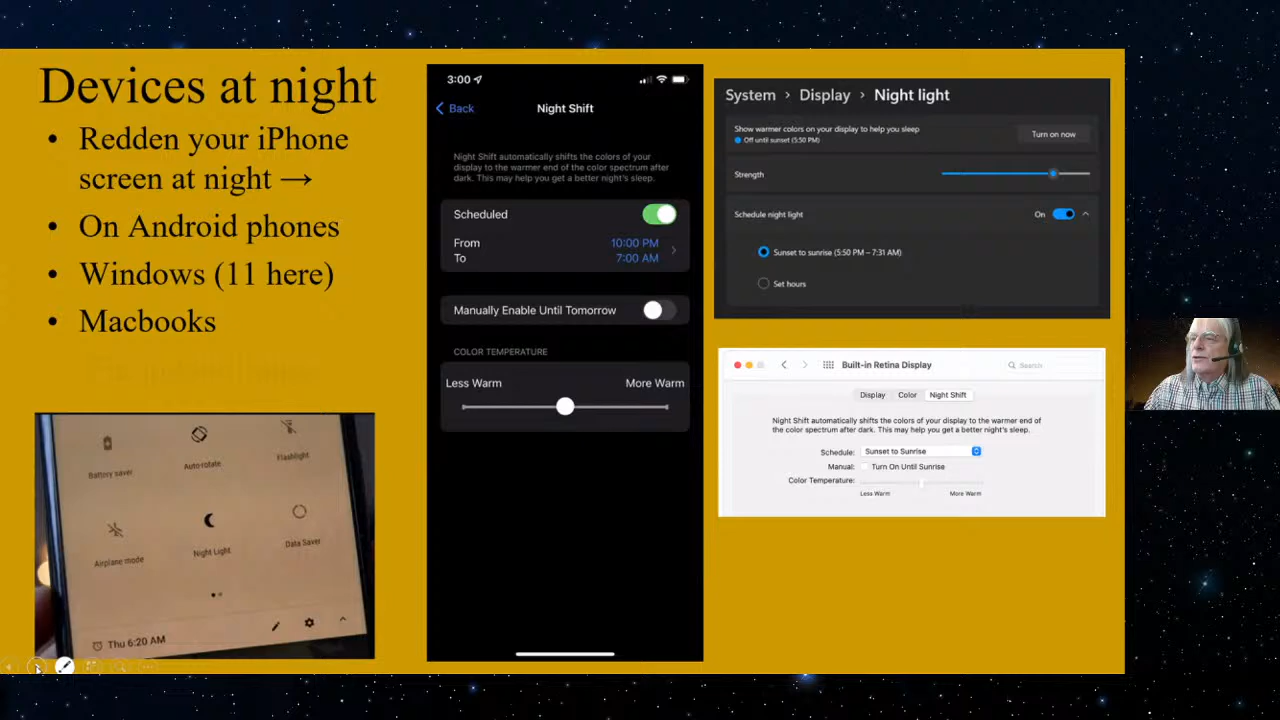 Devices at night
• Redden your iPhone
screen at night →
• On Android phones
• Windows (11 here)
• Macbooks
Battery saver
Auto-rotate
Flashlight
Airplane mode
Night Light
Data Saver
Thu 6:20 AM
3:00
Back
Night Shift
Night Shift automatically shifts the colors of your
display to the warmer end of the color spectrum after
dark. This may help you get a better night's sleep.
Scheduled
From 10:00 PM
To 7:00 AM
Manually Enable Until Tomorrow
COLOR TEMPERATURE
Less Warm More Warm
System > Display > Night light
Show warmer colors on your display to help you sleep
Off until sunset (5:50 PM)
Turn on now
Strength
Schedule night light On
Sunset to sunrise (5:50 PM – 7:31 AM)
Set hours
Built-in Retina Display
Search
Display Color Night Shift
Night Shift automatically shifts the colors of your display to the warmer end of
the color spectrum after dark. This may help you get a better night's sleep.
Schedule: Sunset to Sunrise
Manual: Turn On Until Sunrise
Color Temperature:
Less Warm More Warm